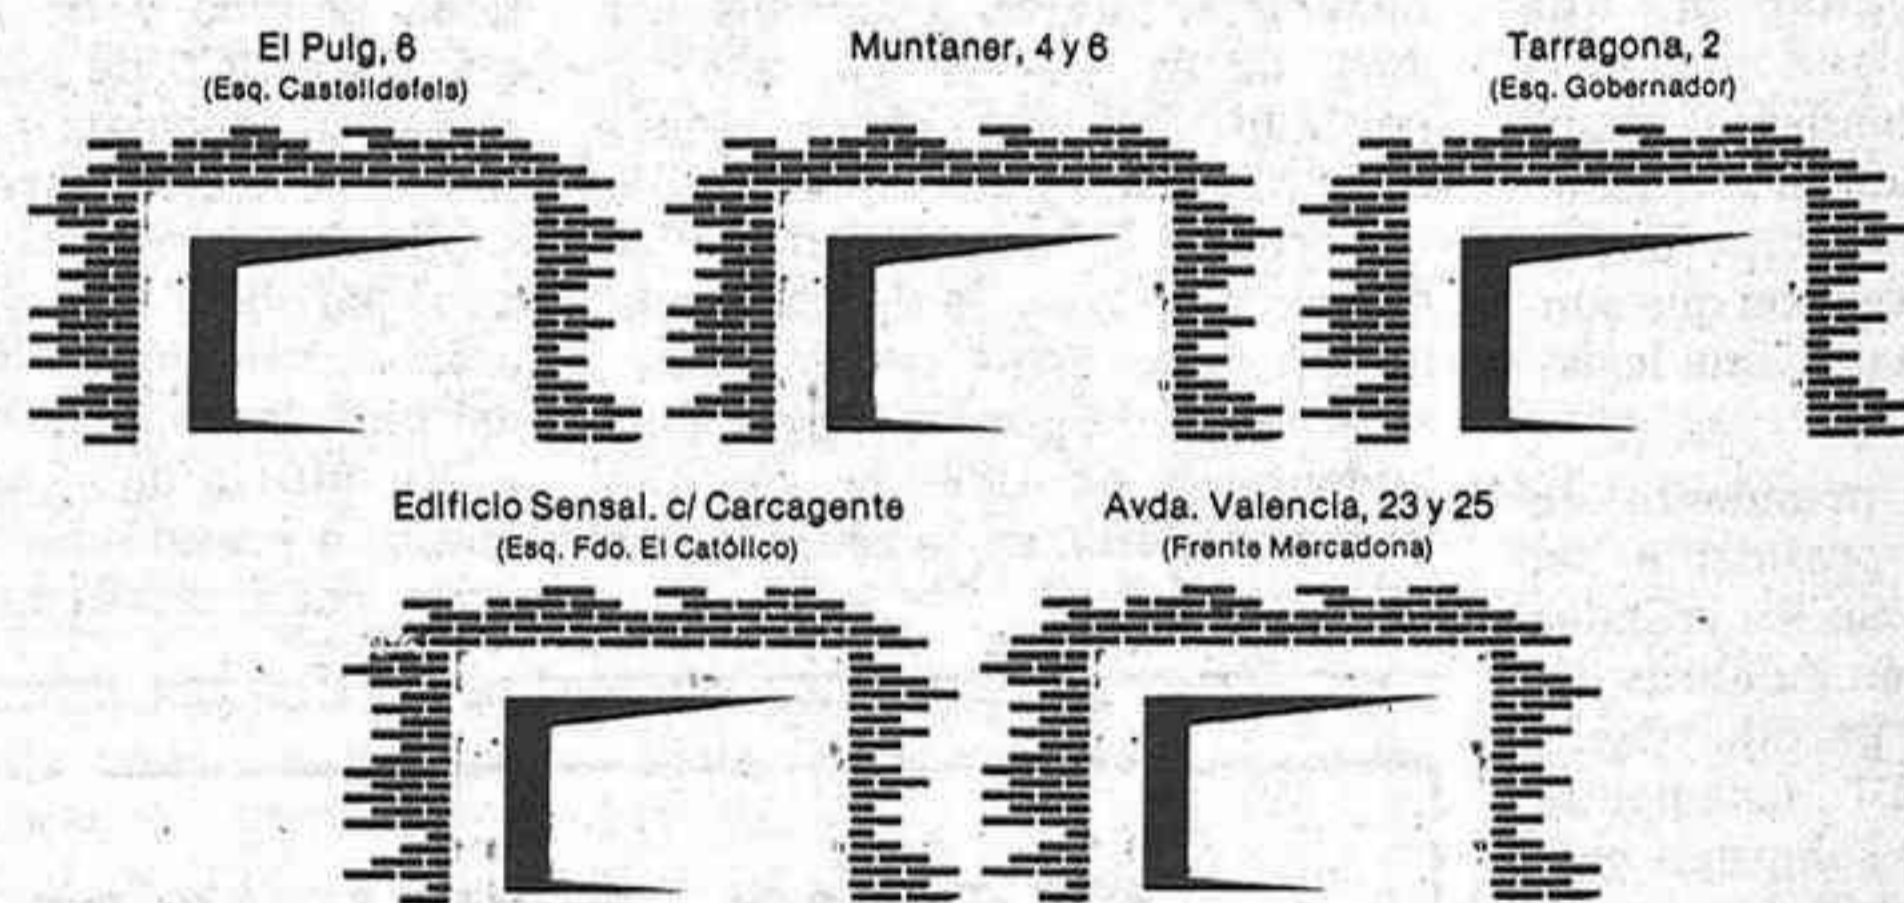 El Puig, 6
(Esq. Castelldefels)
Muntaner, 4 y 6
Tarragona, 2
(Esq. Gobernador)
Edificio Sensal. c/ Carcagente
(Esq. Fdo. El Católico)
Avda. Valencia, 23 y 25
(Frente Mercadona)